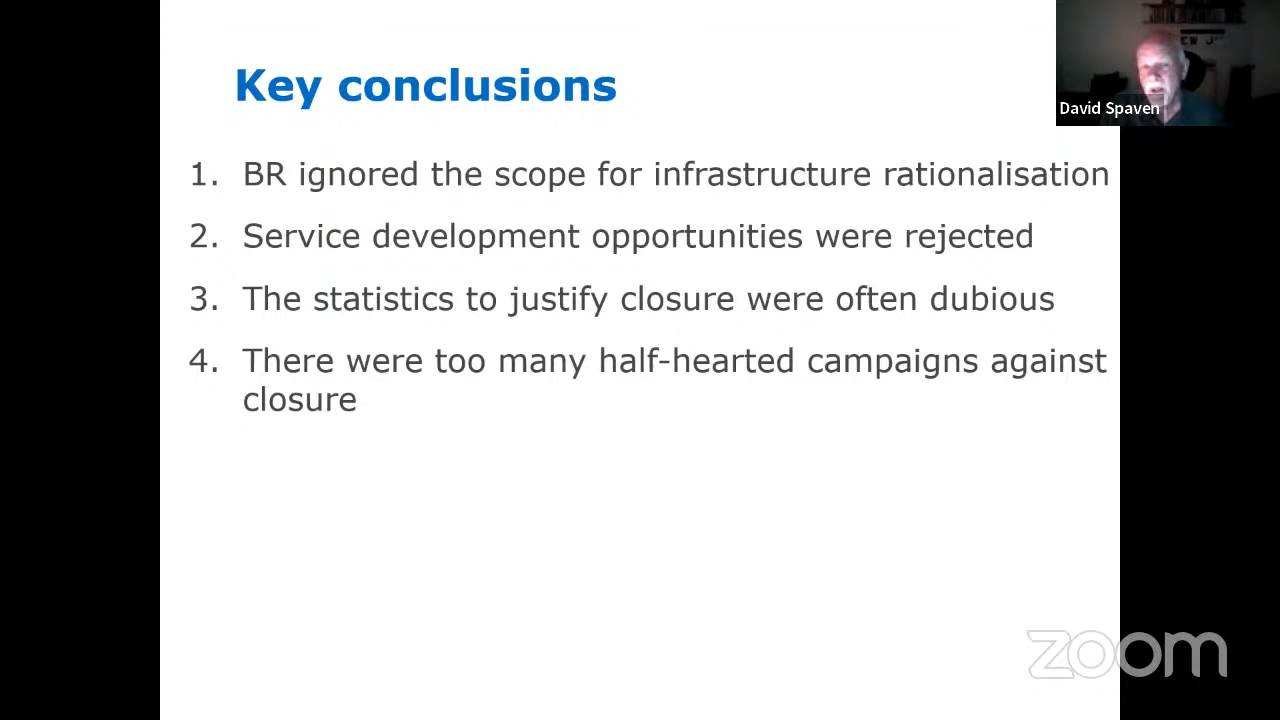 Key conclusions
David Spaven
1. BR ignored the scope for infrastructure rationalisation
2. Service development opportunities were rejected
3. The statistics to justify closure were often dubious
4. There were too many half-hearted campaigns against
closure
zoom